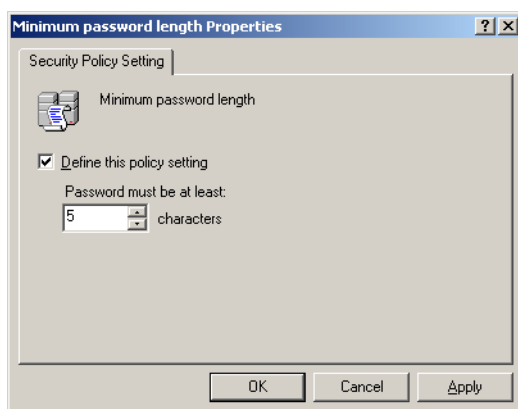 Minimum password length Properties
Security Policy Setting
Minimum password length
Define this policy setting
Password must be at least:
5 characters
OK Cancel Apply